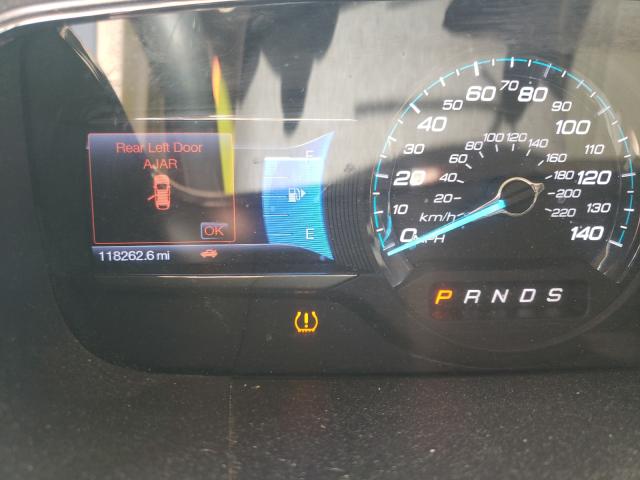 Rear Left Door
AJAR
OK
118262.6 mi
F
E
0 10 20 30 40 50 60 70 80 90 100 110 120 130 140
20 40 60 80 100 120 140 160 180 200 220
km/h
MPH
P R N D S